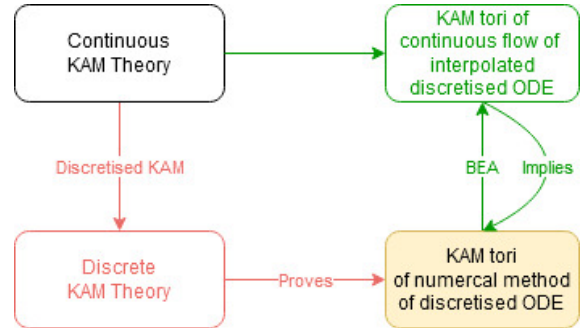 Continuous
KAM Theory
KAM tori of
continuous flow of
interpolated
discretised ODE
Discretised KAM
BEA
Implies
Discrete
KAM Theory
Proves
KAM tori
of numercal method
of discretised ODE